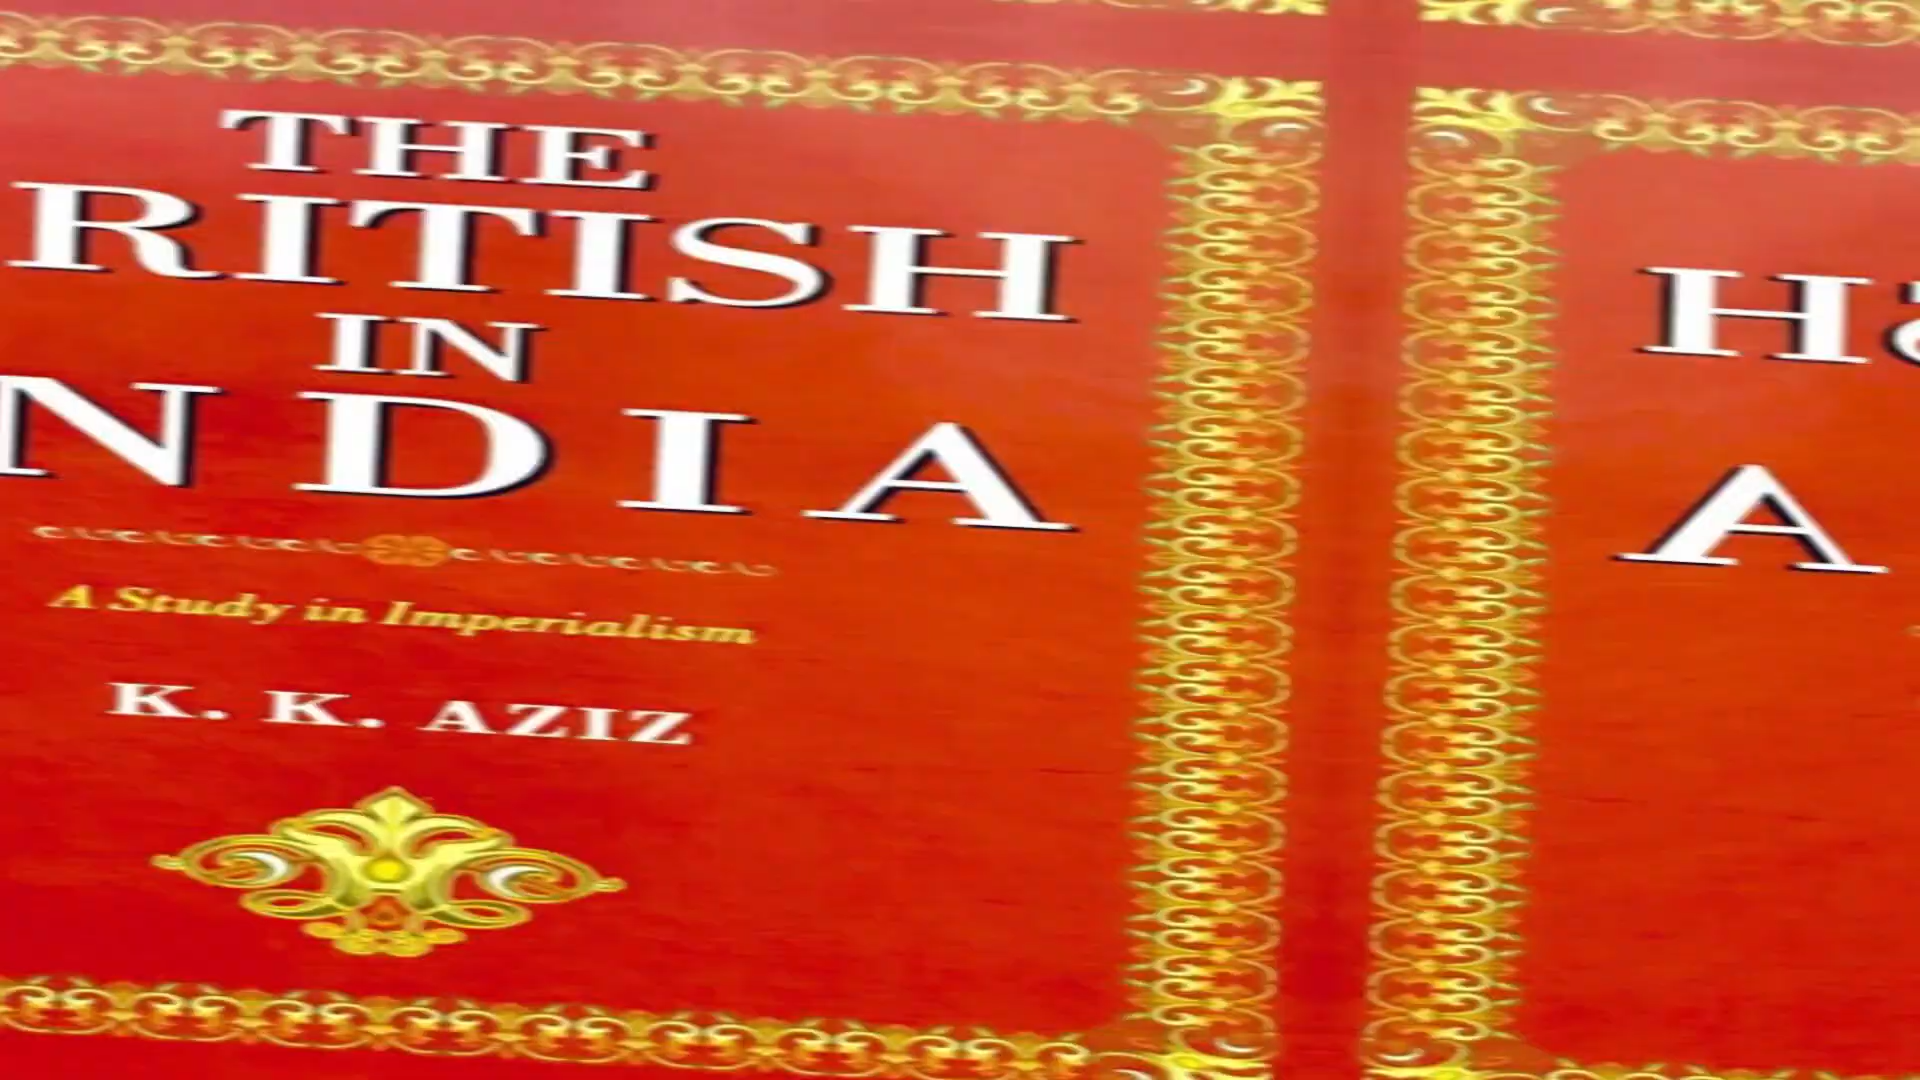 THE
RITISH
IN
NDIA
A Study in Imperialism
K. K. AZIZ
H
A